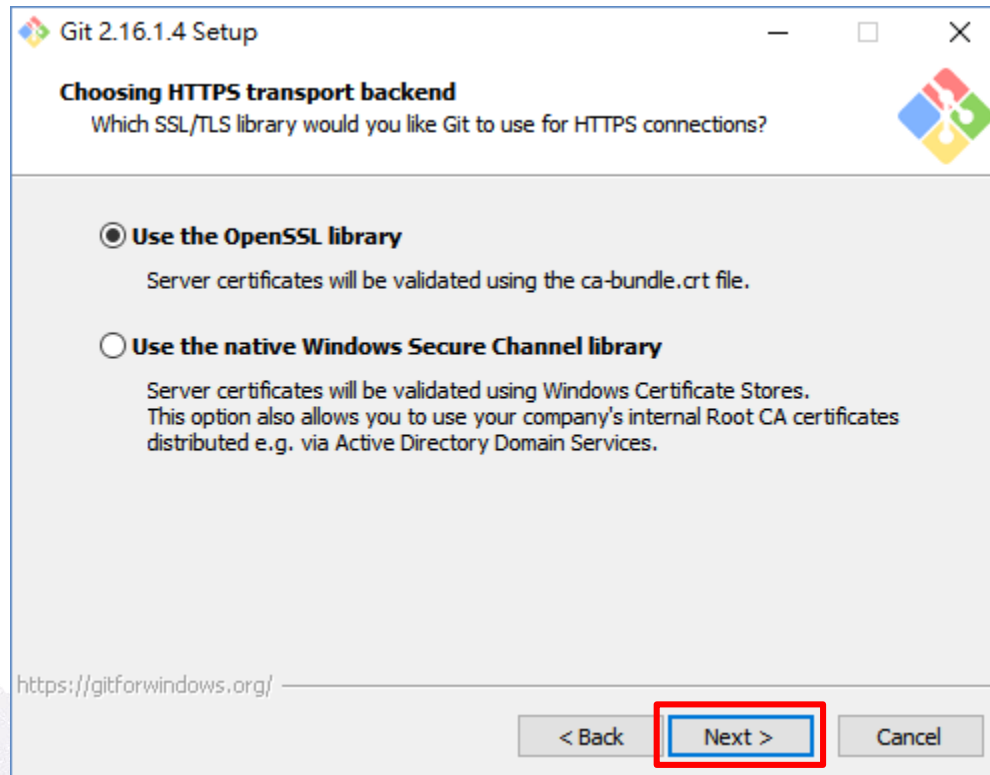 Git 2.16.1.4 Setup
Choosing HTTPS transport backend
Which SSL/TLS library would you like Git to use for HTTPS connections?
Use the OpenSSL library
Server certificates will be validated using the ca-bundle.crt file.
Use the native Windows Secure Channel library
Server certificates will be validated using Windows Certificate Stores.
This option also allows you to use your company's internal Root CA certificates
distributed e.g. via Active Directory Domain Services.
https://gitforwindows.org/
< Back Next > Cancel